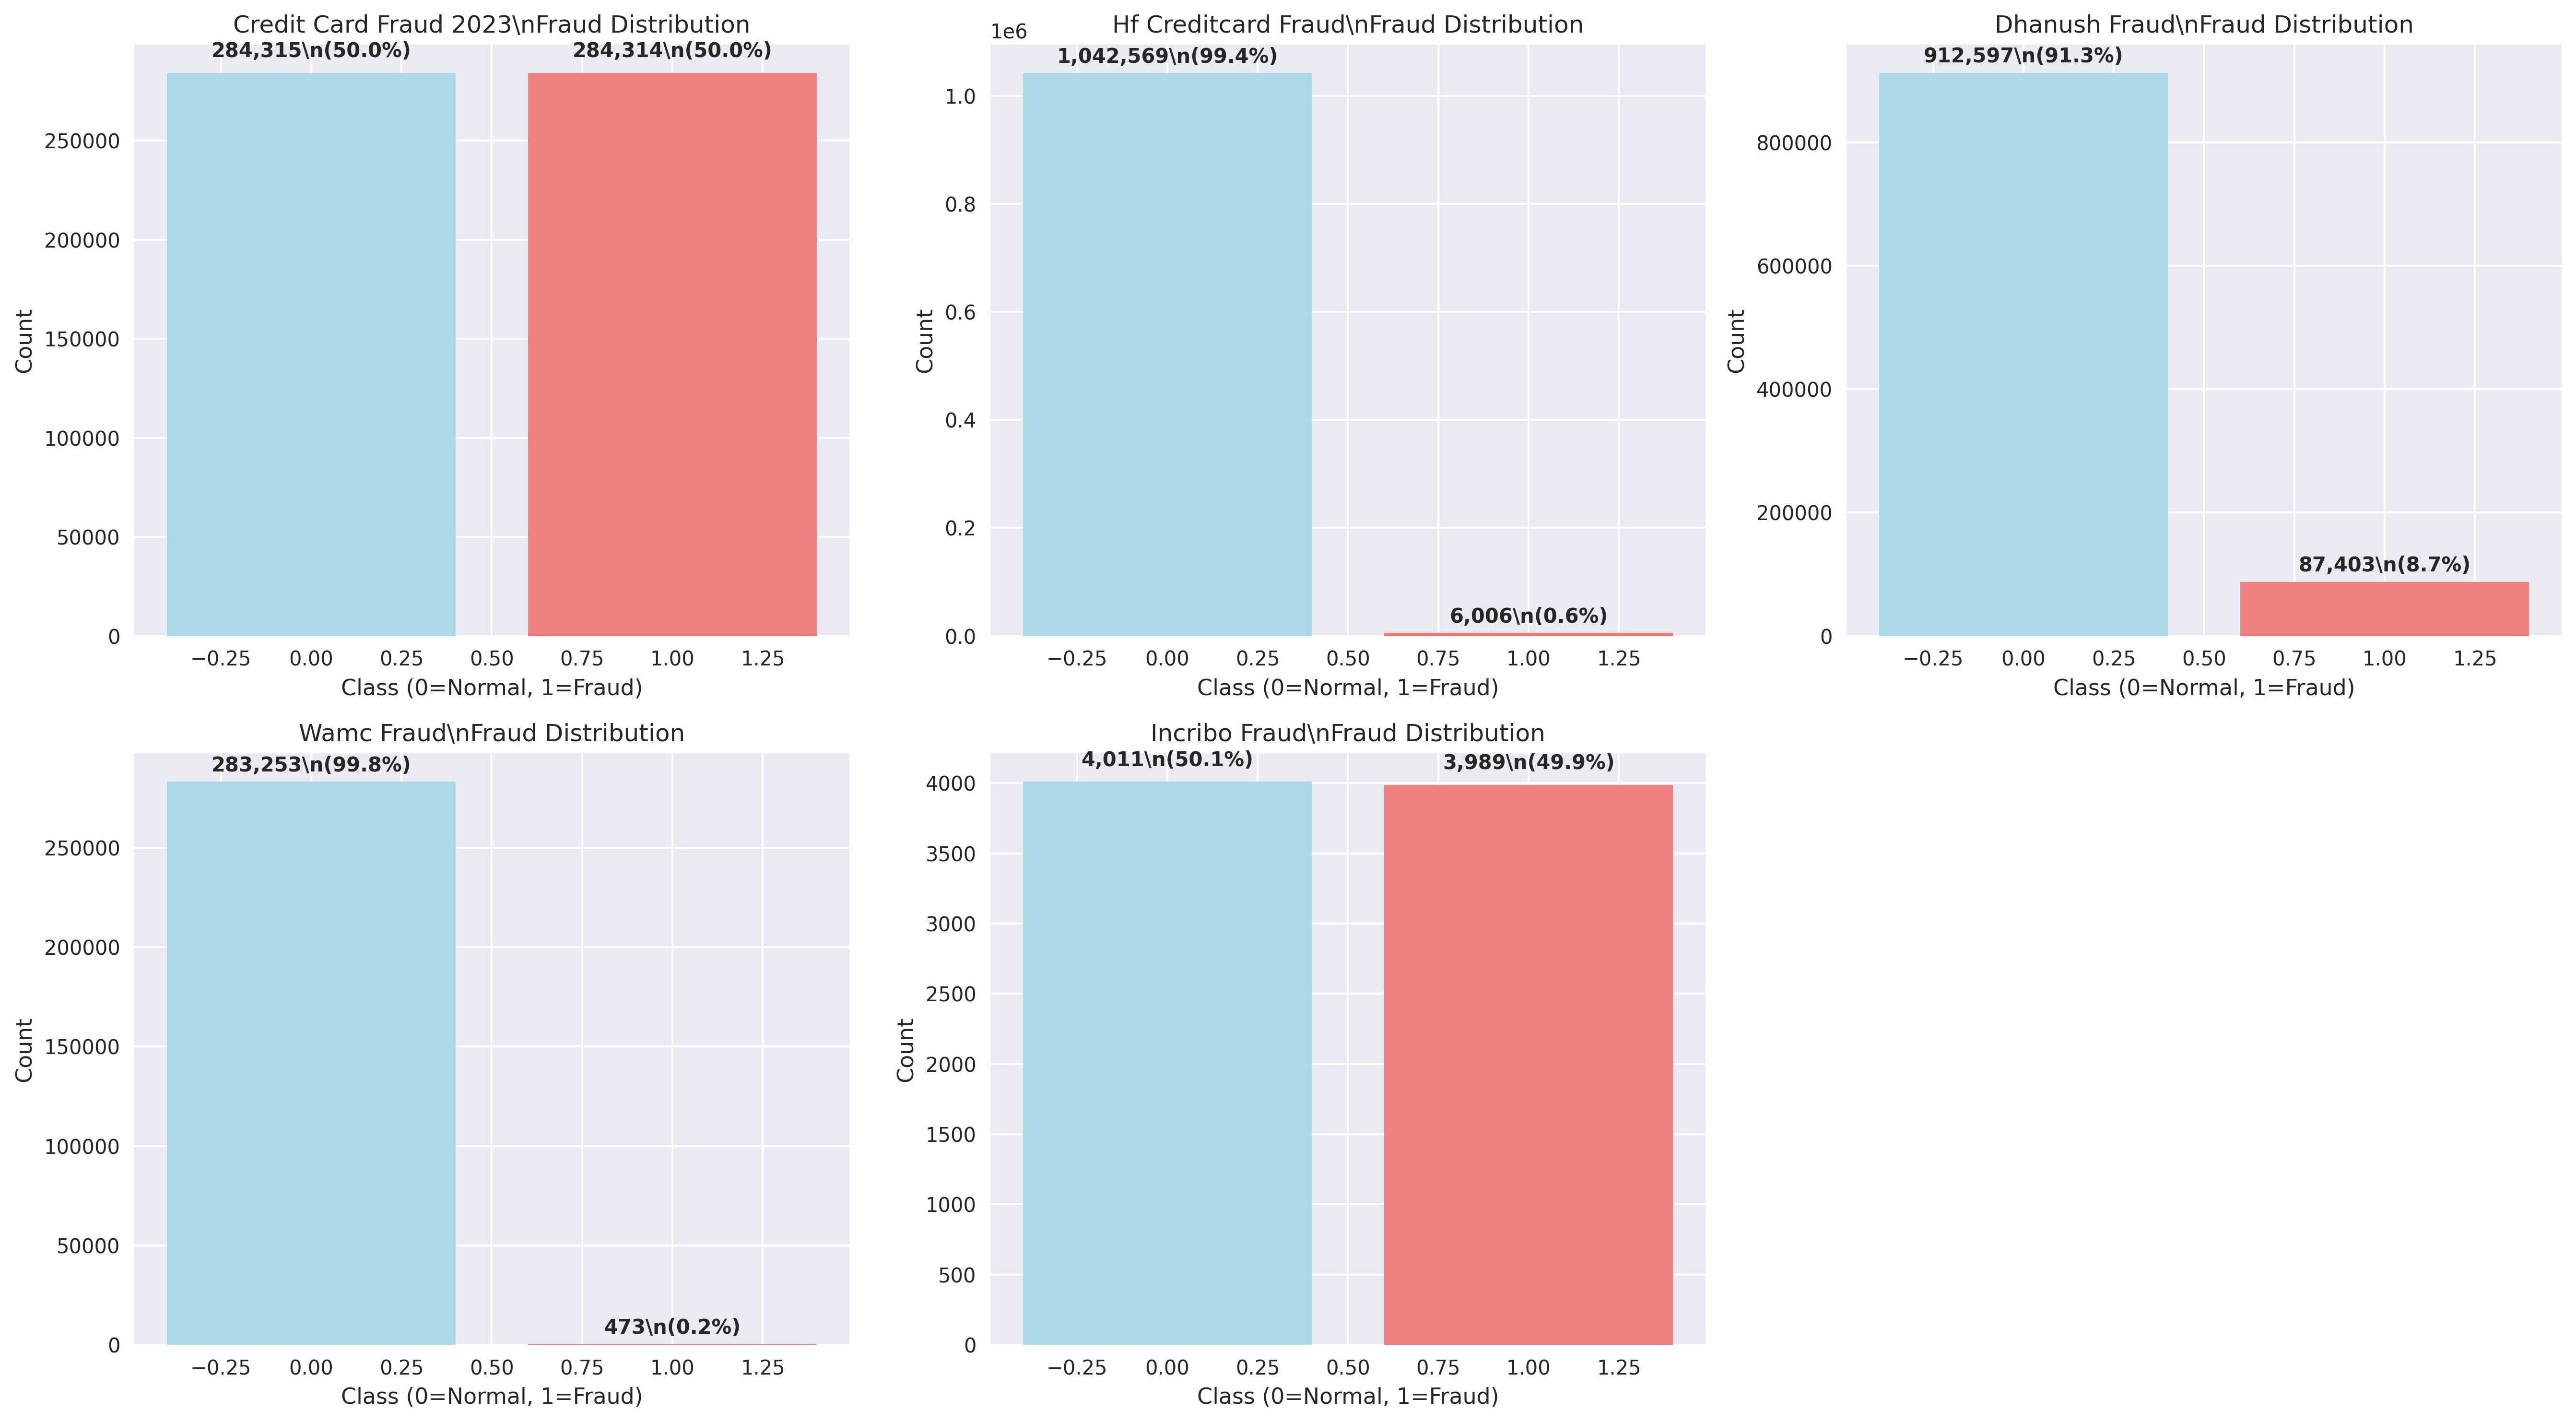 Credit Card Fraud 2023\nFraud Distribution
284,315\n(50.0%)
284,314\n(50.0%)
250000
200000
150000
100000
50000
0
Count
−0.25
0.00
0.25
0.50
0.75
1.00
1.25
Class (0=Normal, 1=Fraud)
Hf Creditcard Fraud\nFraud Distribution
1e6
1,042,569\n(99.4%)
6,006\n(0.6%)
1.0
0.8
0.6
0.4
0.2
0.0
Count
−0.25
0.00
0.25
0.50
0.75
1.00
1.25
Class (0=Normal, 1=Fraud)
Dhanush Fraud\nFraud Distribution
912,597\n(91.3%)
87,403\n(8.7%)
800000
600000
400000
200000
0
Count
−0.25
0.00
0.25
0.50
0.75
1.00
1.25
Class (0=Normal, 1=Fraud)
Wamc Fraud\nFraud Distribution
283,253\n(99.8%)
473\n(0.2%)
250000
200000
150000
100000
50000
0
Count
−0.25
0.00
0.25
0.50
0.75
1.00
1.25
Class (0=Normal, 1=Fraud)
Incribo Fraud\nFraud Distribution
4,011\n(50.1%)
3,989\n(49.9%)
4000
3500
3000
2500
2000
1500
1000
500
0
Count
−0.25
0.00
0.25
0.50
0.75
1.00
1.25
Class (0=Normal, 1=Fraud)